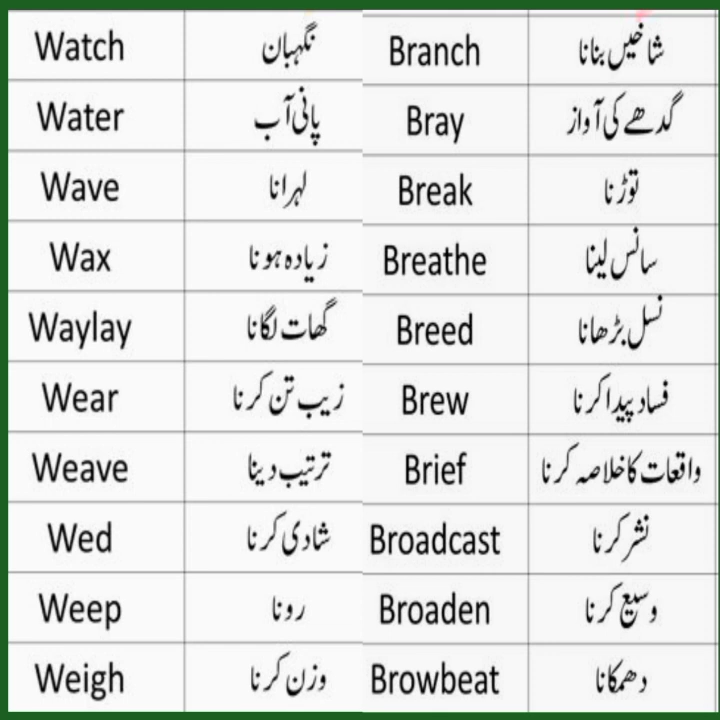 Watch نگہبان
Water پانی آب
Wave لہرانا
Wax زیادہ ہونا
Waylay گھات لگانا
Wear زیب تن کرنا
Weave ترتیب دینا
Wed شادی کرنا
Weep رونا
Weigh وزن کرنا
Branch شاخیں بنانا
Bray گدھے کی آواز
Break توڑنا
Breathe سانس لینا
Breed نسل بڑھانا
Brew فساد پیدا کرنا
Brief واقعات کا خلاصہ کرنا
Broadcast نشر کرنا
Broaden وسیع کرنا
Browbeat دھمکانا